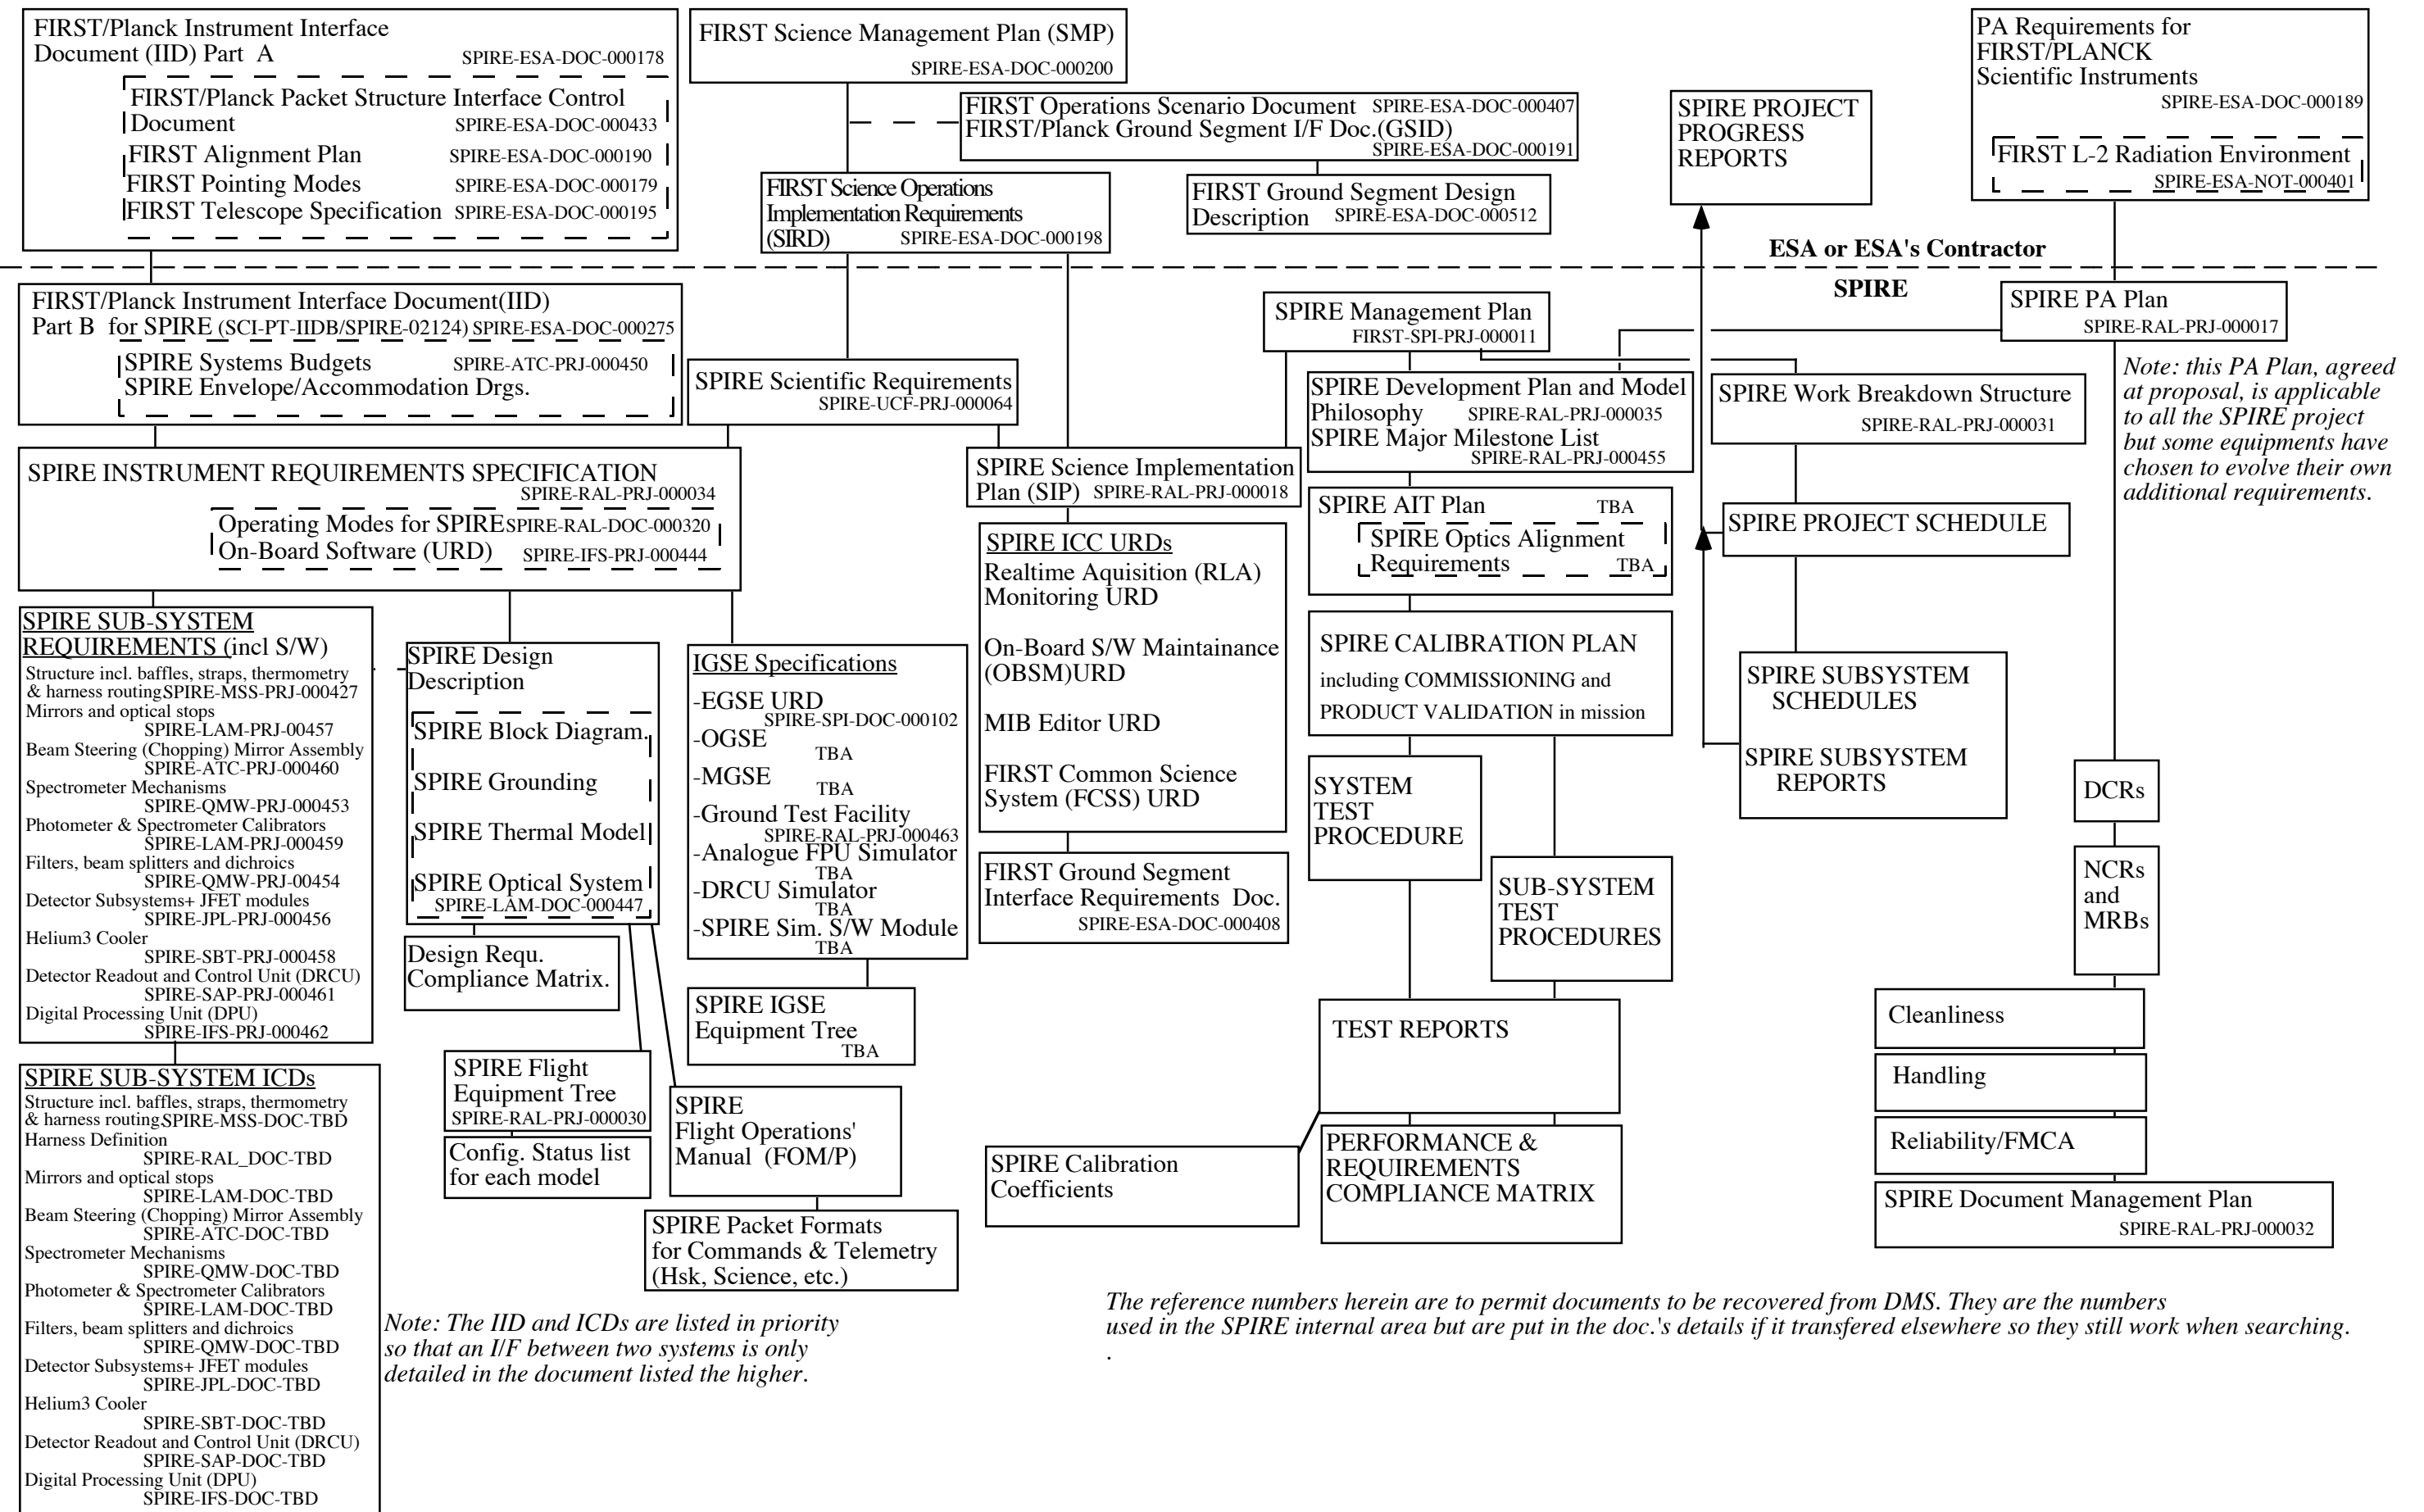 FIRST/Planck Instrument Interface
Document (IID) Part A SPIRE-ESA-DOC-000178
FIRST/Planck Packet Structure Interface Control
Document SPIRE-ESA-DOC-000433
FIRST Alignment Plan SPIRE-ESA-DOC-000190
FIRST Pointing Modes SPIRE-ESA-DOC-000179
FIRST Telescope Specification SPIRE-ESA-DOC-000195
FIRST Science Management Plan (SMP)
SPIRE-ESA-DOC-000200
FIRST Operations Scenario Document SPIRE-ESA-DOC-000407
FIRST/Planck Ground Segment I/F Doc.(GSID)
SPIRE-ESA-DOC-000191
FIRST Science Operations
Implementation Requirements
(SIRD) SPIRE-ESA-DOC-000198
FIRST Ground Segment Design
Description SPIRE-ESA-DOC-000512
SPIRE PROJECT
PROGRESS
REPORTS
PA Requirements for
FIRST/PLANCK
Scientific Instruments
SPIRE-ESA-DOC-000189
FIRST L-2 Radiation Environment
SPIRE-ESA-NOT-000401
ESA or ESA's Contractor
SPIRE
FIRST/Planck Instrument Interface Document(IID)
Part B for SPIRE (SCI-PT-IIDB/SPIRE-02124) SPIRE-ESA-DOC-000275
SPIRE Systems Budgets SPIRE-ATC-PRJ-000450
SPIRE Envelope/Accommodation Drgs.
SPIRE Scientific Requirements
SPIRE-UCF-PRJ-000064
SPIRE Management Plan
FIRST-SPI-PRJ-000011
SPIRE PA Plan
SPIRE-RAL-PRJ-000017
Note: this PA Plan, agreed
at proposal, is applicable
to all the SPIRE project
but some equipments have
chosen to evolve their own
additional requirements.
SPIRE Development Plan and Model
Philosophy SPIRE-RAL-PRJ-000035
SPIRE Major Milestone List
SPIRE-RAL-PRJ-000455
SPIRE Work Breakdown Structure
SPIRE-RAL-PRJ-000031
SPIRE INSTRUMENT REQUIREMENTS SPECIFICATION
SPIRE-RAL-PRJ-000034
Operating Modes for SPIRE SPIRE-RAL-DOC-000320
On-Board Software (URD) SPIRE-IFS-PRJ-000444
SPIRE Science Implementation
Plan (SIP) SPIRE-RAL-PRJ-000018
SPIRE AIT Plan TBA
SPIRE Optics Alignment
Requirements TBA
SPIRE PROJECT SCHEDULE
SPIRE ICC URDs
Realtime Aquisition (RLA)
Monitoring URD
On-Board S/W Maintainance
(OBSM)URD
MIB Editor URD
FIRST Common Science
System (FCSS) URD
SPIRE CALIBRATION PLAN
including COMMISSIONING and
PRODUCT VALIDATION in mission
SPIRE SUBSYSTEM
SCHEDULES
SPIRE SUBSYSTEM
REPORTS
SPIRE SUB-SYSTEM
REQUIREMENTS (incl S/W)
Structure incl. baffles, straps, thermometry
& harness routing SPIRE-MSS-PRJ-000427
Mirrors and optical stops
SPIRE-LAM-PRJ-00457
Beam Steering (Chopping) Mirror Assembly
SPIRE-ATC-PRJ-000460
Spectrometer Mechanisms
SPIRE-QMW-PRJ-000453
Photometer & Spectrometer Calibrators
SPIRE-LAM-PRJ-000459
Filters, beam splitters and dichroics
SPIRE-QMW-PRJ-00454
Detector Subsystems+ JFET modules
SPIRE-JPL-PRJ-000456
Helium3 Cooler
SPIRE-SBT-PRJ-000458
Detector Readout and Control Unit (DRCU)
SPIRE-SAP-PRJ-000461
Digital Processing Unit (DPU)
SPIRE-IFS-PRJ-000462
SPIRE Design
Description
SPIRE Block Diagram.
SPIRE Grounding
SPIRE Thermal Model
SPIRE Optical System
SPIRE-LAM-DOC-000447
IGSE Specifications
-EGSE URD
SPIRE-SPI-DOC-000102
-OGSE
TBA
-MGSE
TBA
-Ground Test Facility
SPIRE-RAL-PRJ-000463
-Analogue FPU Simulator
TBA
-DRCU Simulator
TBA
-SPIRE Sim. S/W Module
TBA
SYSTEM
TEST
PROCEDURE
SUB-SYSTEM
TEST
PROCEDURES
DCRs
NCRs
and
MRBs
FIRST Ground Segment
Interface Requirements Doc.
SPIRE-ESA-DOC-000408
Design Requ.
Compliance Matrix.
SPIRE IGSE
Equipment Tree
TBA
TEST REPORTS
Cleanliness
Handling
Reliability/FMCA
SPIRE Document Management Plan
SPIRE-RAL-PRJ-000032
SPIRE Flight
Equipment Tree
SPIRE-RAL-PRJ-000030
Config. Status list
for each model
SPIRE
Flight Operations'
Manual (FOM/P)
SPIRE Packet Formats
for Commands & Telemetry
(Hsk, Science, etc.)
SPIRE Calibration
Coefficients
PERFORMANCE &
REQUIREMENTS
COMPLIANCE MATRIX
SPIRE SUB-SYSTEM ICDs
Structure incl. baffles, straps, thermometry
& harness routing.SPIRE-MSS-DOC-TBD
Harness Definition
SPIRE-RAL_DOC-TBD
Mirrors and optical stops
SPIRE-LAM-DOC-TBD
Beam Steering (Chopping) Mirror Assembly
SPIRE-ATC-DOC-TBD
Spectrometer Mechanisms
SPIRE-QMW-DOC-TBD
Photometer & Spectrometer Calibrators
SPIRE-LAM-DOC-TBD
Filters, beam splitters and dichroics
SPIRE-QMW-DOC-TBD
Detector Subsystems+ JFET modules
SPIRE-JPL-DOC-TBD
Helium3 Cooler
SPIRE-SBT-DOC-TBD
Detector Readout and Control Unit (DRCU)
SPIRE-SAP-DOC-TBD
Digital Processing Unit (DPU)
SPIRE-IFS-DOC-TBD
Note: The IID and ICDs are listed in priority
so that an I/F between two systems is only
detailed in the document listed the higher.
The reference numbers herein are to permit documents to be recovered from DMS. They are the numbers
used in the SPIRE internal area but are put in the doc.'s details if it transfered elsewhere so they still work when searching.
.